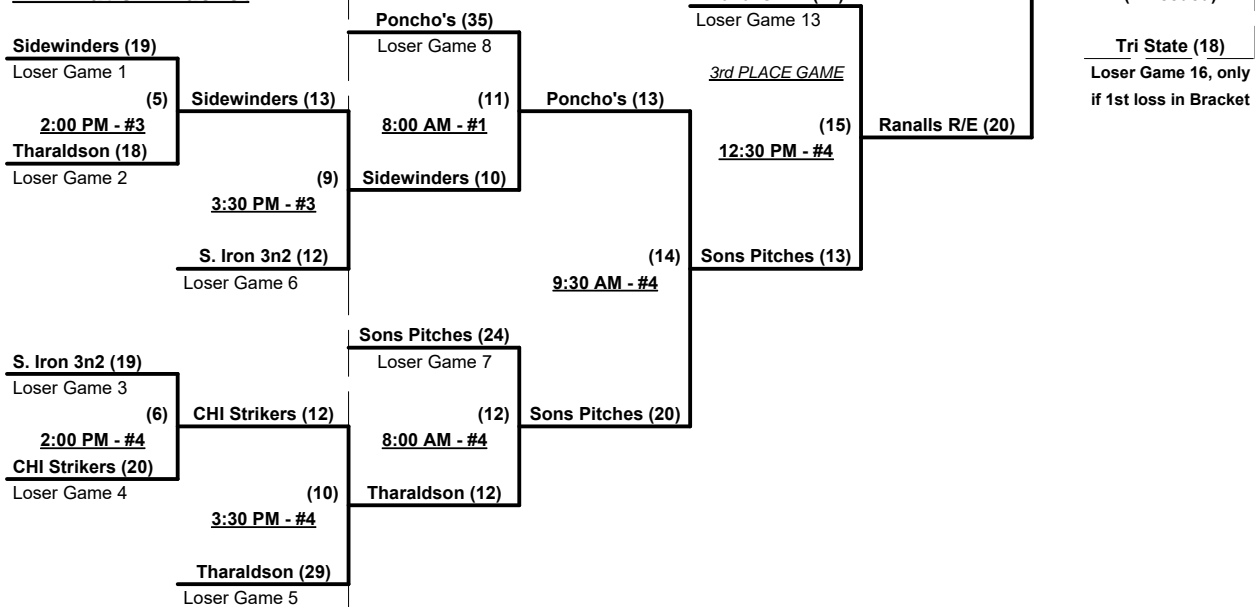 Poncho's (35)
Loser Game 8
Loser Game 13
Sidewinders (19)
Loser Game 1
Tri State (18)
Loser Game 16, only
if 1st loss in Bracket
3rd PLACE GAME
(5)
2:00 PM - #3
Sidewinders (13)
(11)
8:00 AM - #1
Poncho's (13)
(15)
12:30 PM - #4
Ranalls R/E (20)
Tharaldson (18)
Loser Game 2
(9)
3:30 PM - #3
Sidewinders (10)
S. Iron 3n2 (12)
Loser Game 6
(14)
9:30 AM - #4
Sons Pitches (13)
Sons Pitches (24)
Loser Game 7
S. Iron 3n2 (19)
Loser Game 3
(6)
2:00 PM - #4
CHI Strikers (12)
(12)
8:00 AM - #4
Sons Pitches (20)
CHI Strikers (20)
Loser Game 4
(10)
3:30 PM - #4
Tharaldson (12)
Tharaldson (29)
Loser Game 5